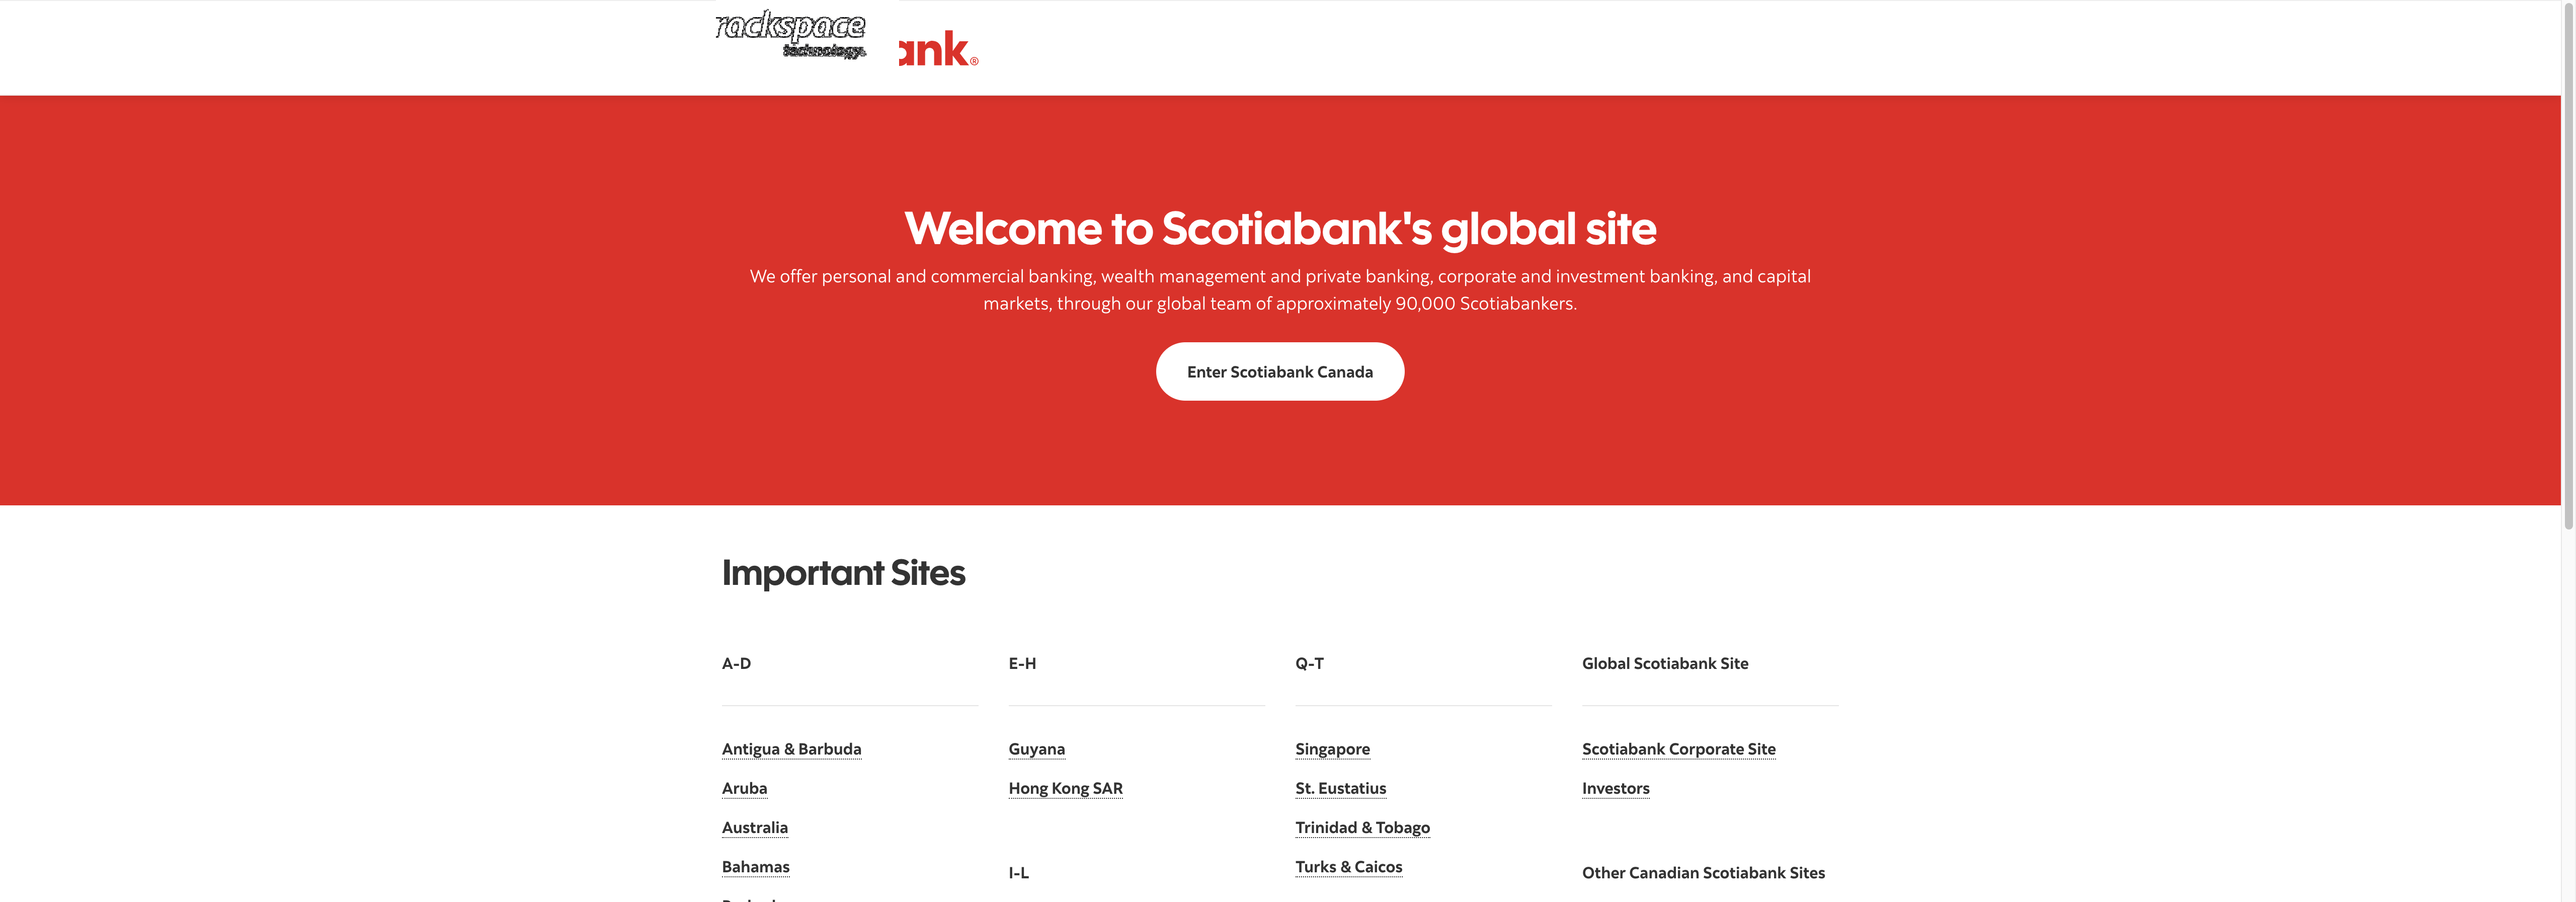 rackspace
technology
ank®
Welcome to Scotiabank's global site
We offer personal and commercial banking, wealth management and private banking, corporate and investment banking, and capital
markets, through our global team of approximately 90,000 Scotiabankers.
Enter Scotiabank Canada
Important Sites
A-D
Antigua & Barbuda
Aruba
Australia
Bahamas
E-H
Guyana
Hong Kong SAR
I-L
Q-T
Singapore
St. Eustatius
Trinidad & Tobago
Turks & Caicos
Global Scotiabank Site
Scotiabank Corporate Site
Investors
Other Canadian Scotiabank Sites